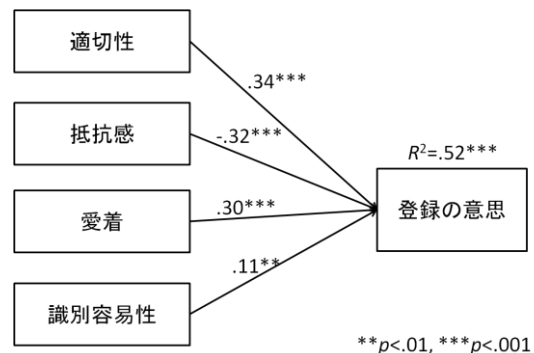 適切性
.34***
抵抗感
-.32***
R²=.52***
愛着
.30***
登録の意思
.11**
識別容易性
**p<.01, ***p<.001